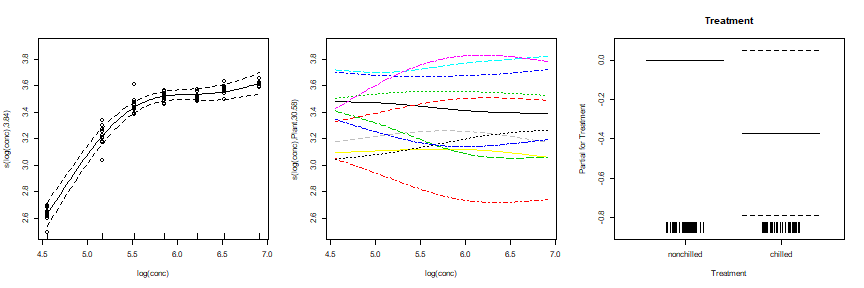 Treatment
s(log(conc),3.84)
2.6 2.8 3.0 3.2 3.4 3.6 3.8
4.5 5.0 5.5 6.0 6.5 7.0
log(conc)
s(log(conc),Plant,30.58)
2.6 2.8 3.0 3.2 3.4 3.6 3.8
4.5 5.0 5.5 6.0 6.5 7.0
log(conc)
Partial for Treatment
-0.8 -0.6 -0.4 -0.2 0.0
nonchilled chilled
Treatment